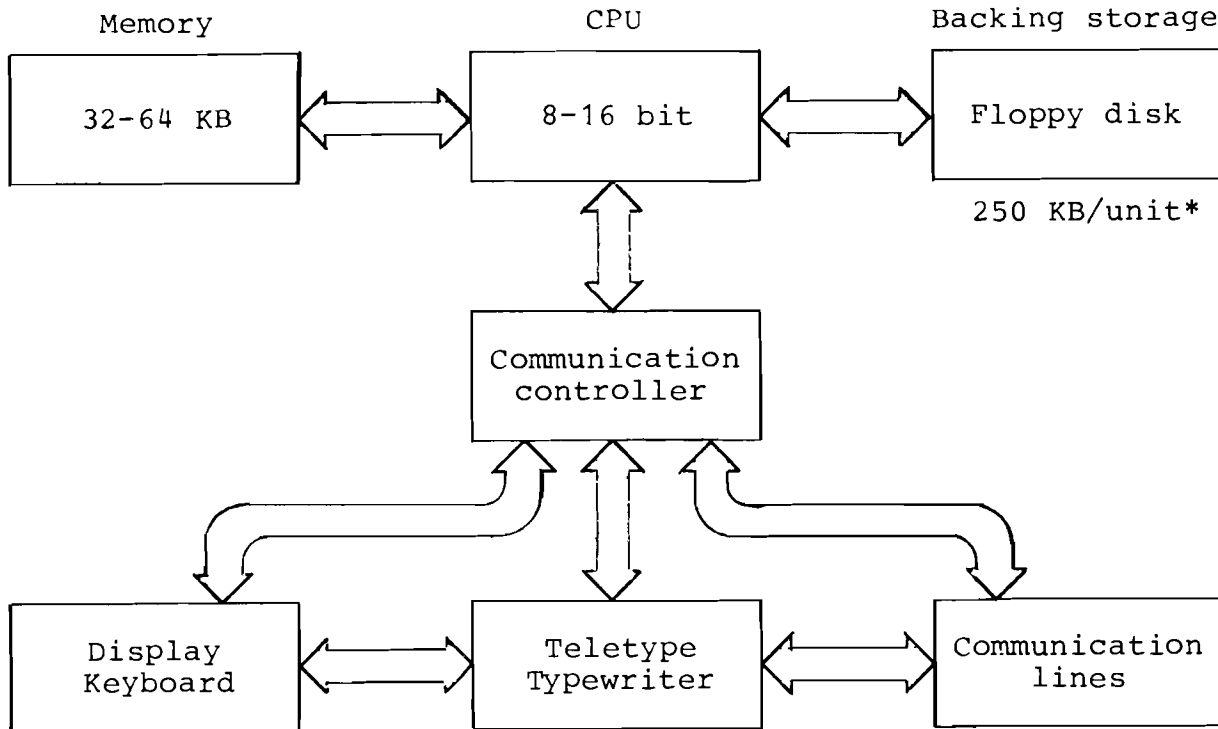 Memory
CPU
Backing storage
32-64 KB
8-16 bit
Floppy disk
250 KB/unit*
Communication
controller
Display
Keyboard
Teletype
Typewriter
Communication
lines